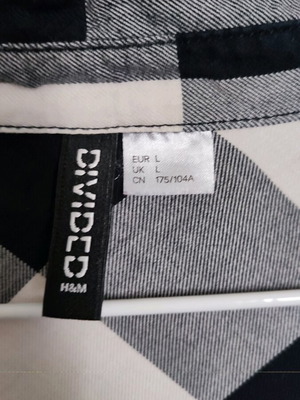 DIVIDED
H&M
EUR L
UK L
CN 175/104A